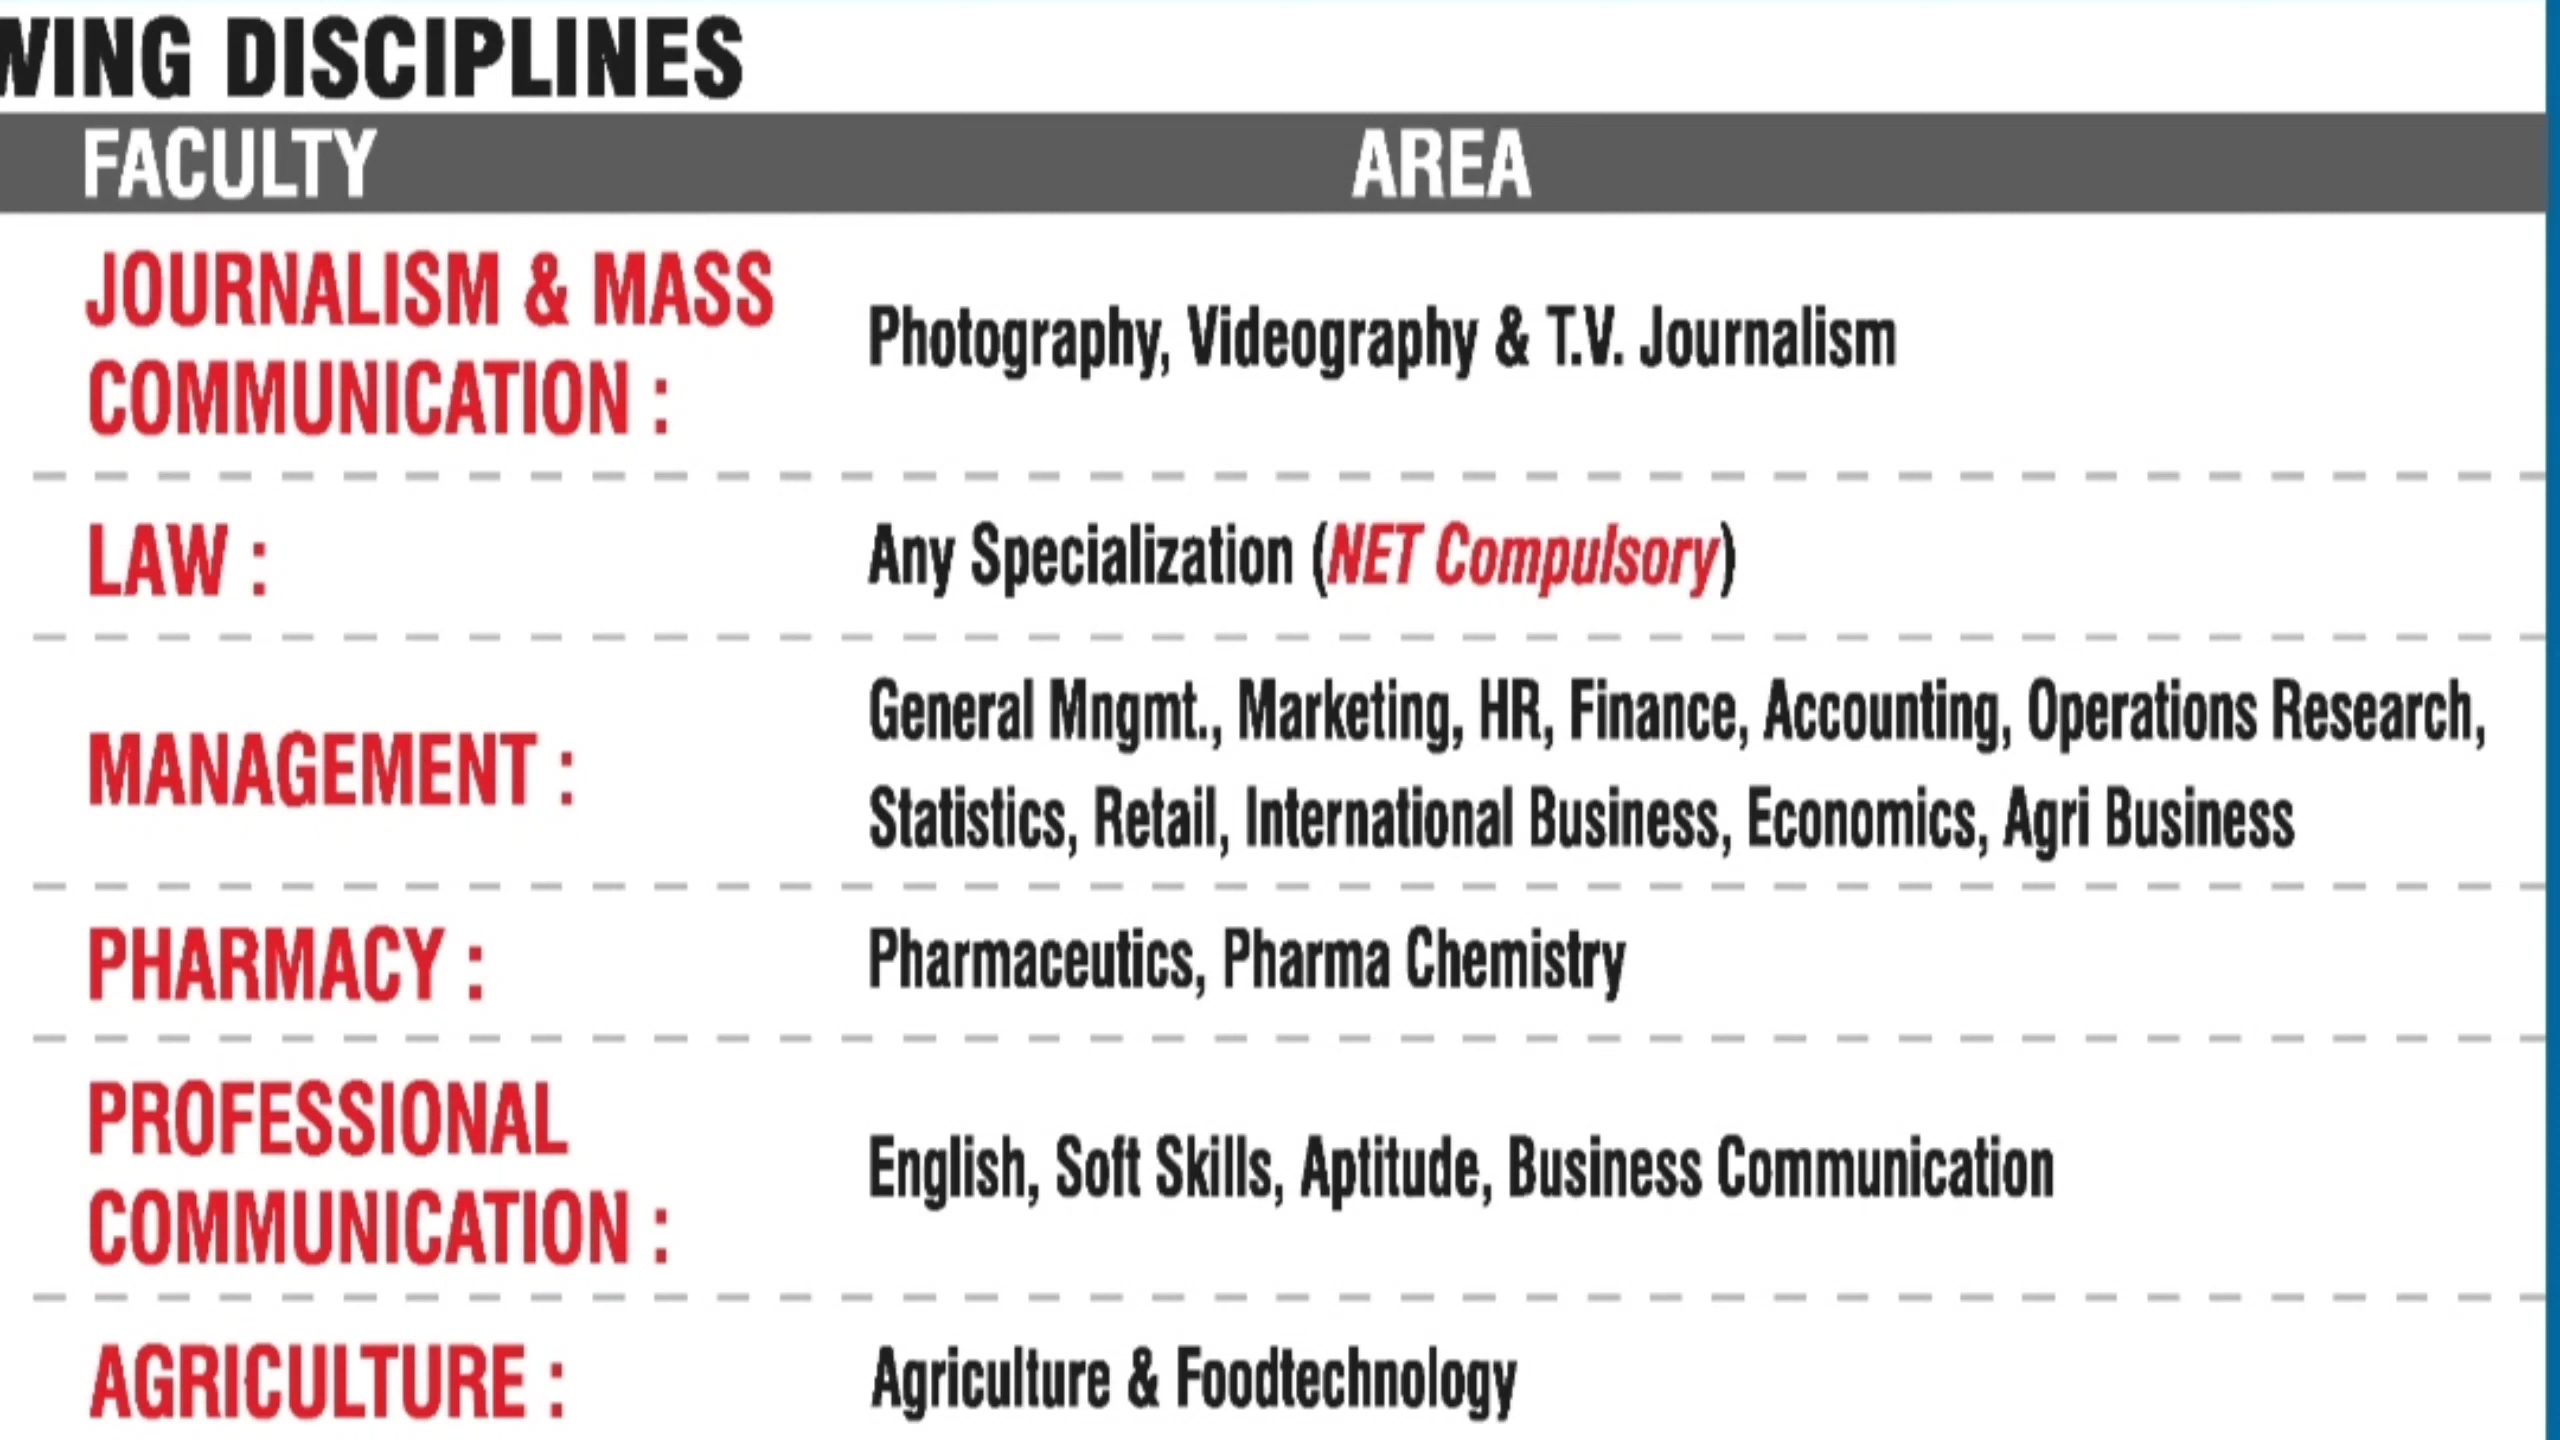 WING DISCIPLINES
FACULTY AREA
JOURNALISM & MASS
COMMUNICATION :
Photography, Videography & T.V. Journalism
LAW : Any Specialization (NET Compulsory)
MANAGEMENT :
General Mngmt., Marketing, HR, Finance, Accounting, Operations Research,
Statistics, Retail, International Business, Economics, Agri Business
PHARMACY : Pharmaceutics, Pharma Chemistry
PROFESSIONAL
COMMUNICATION :
English, Soft Skills, Aptitude, Business Communication
AGRICULTURE : Agriculture & Foodtechnology